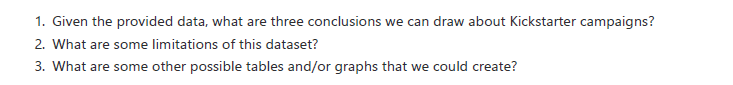 1. Given the provided data, what are three conclusions we can draw about Kickstarter campaigns?
2. What are some limitations of this dataset?
3. What are some other possible tables and/or graphs that we could create?